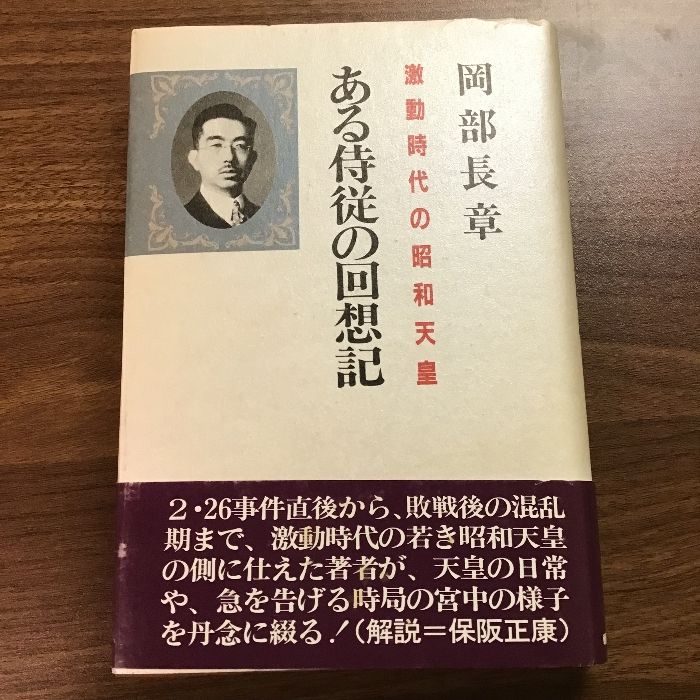 岡部長章
激動時代の昭和天皇
ある侍従の回想記
2・26事件直後から、敗戦後の混乱
期まで、激動時代の若き昭和天皇
の側に仕えた著者が、天皇の日常
や、急を告げる時局の宮中の様子
を丹念に綴る！（解説＝保阪正康）